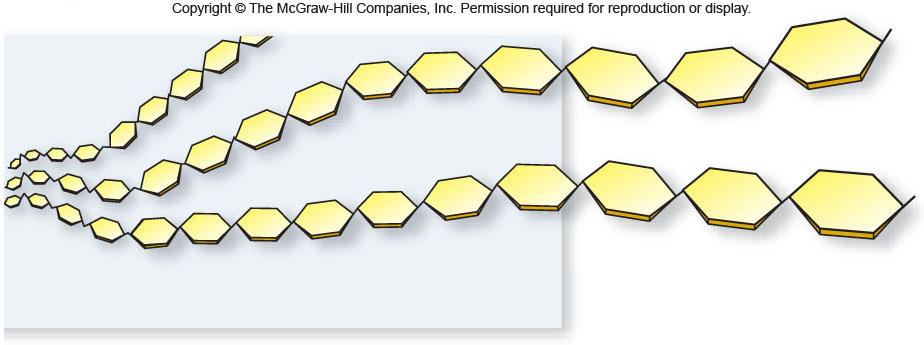 Copyright © The McGraw-Hill Companies, Inc. Permission required for reproduction or display.